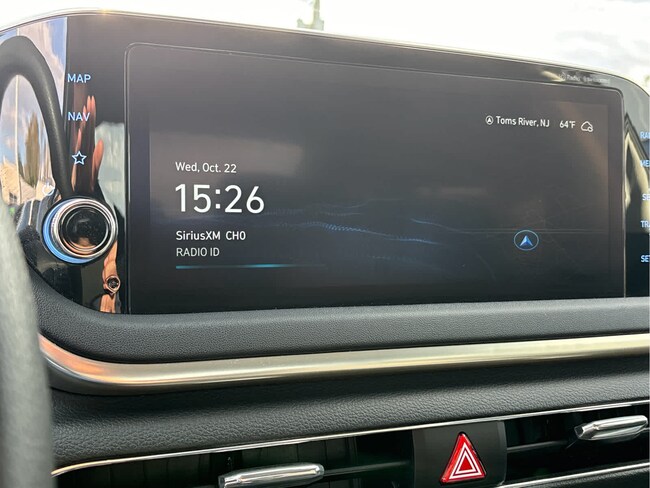 MAP
NAV
Toms River, NJ 64°F
Wed, Oct. 22
15:26
SiriusXM CH0
RADIO ID